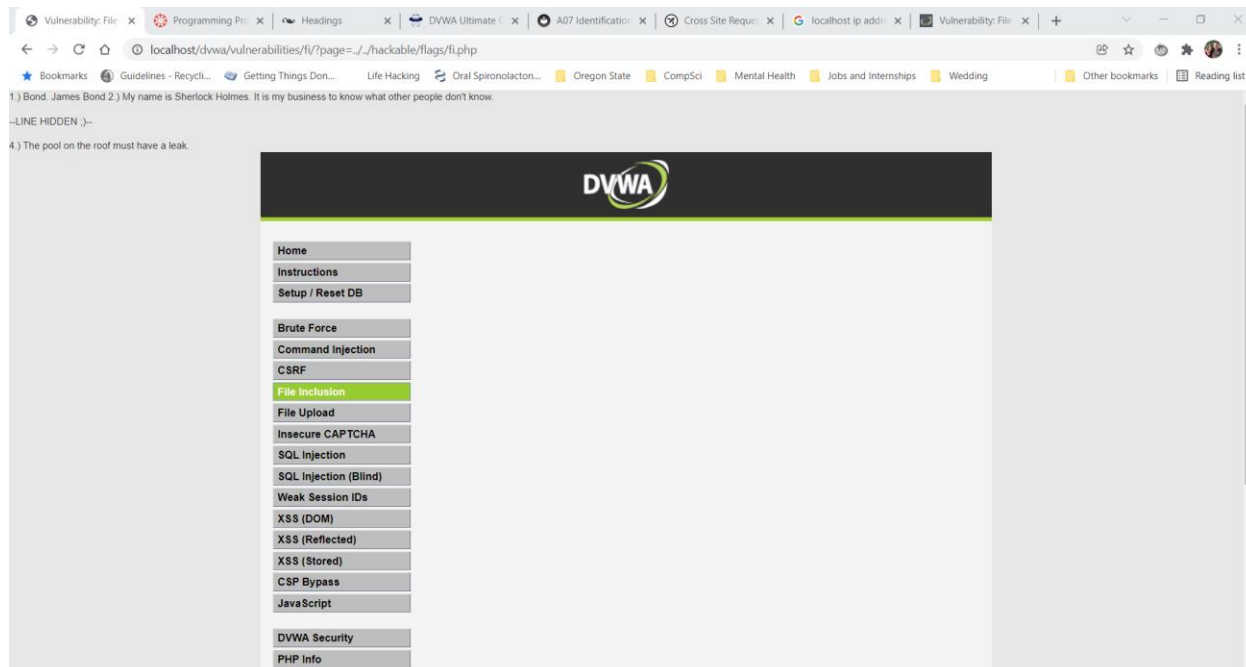 Vulnerability: File
Programming Pro
Headings
DVWA Ultimate
A07 Identification
Cross Site Reques
G localhost ip addre
Vulnerability: File
localhost/dvwa/vulnerabilities/fi/?page=../../hackable/flags/fi.php
Bookmarks Guidelines - Recycli... Getting Things Don... Life Hacking Oral Spironolacton... Oregon State CompSci Mental Health Jobs and Internships Wedding Other bookmarks Reading list
1.) Bond. James Bond 2.) My name is Sherlock Holmes. It is my business to know what other people don't know.
--LINE HIDDEN ;)--
4.) The pool on the roof must have a leak.
DVWA
Home
Instructions
Setup / Reset DB
Brute Force
Command Injection
CSRF
File Inclusion
File Upload
Insecure CAPTCHA
SQL Injection
SQL Injection (Blind)
Weak Session IDs
XSS (DOM)
XSS (Reflected)
XSS (Stored)
CSP Bypass
JavaScript
DVWA Security
PHP Info